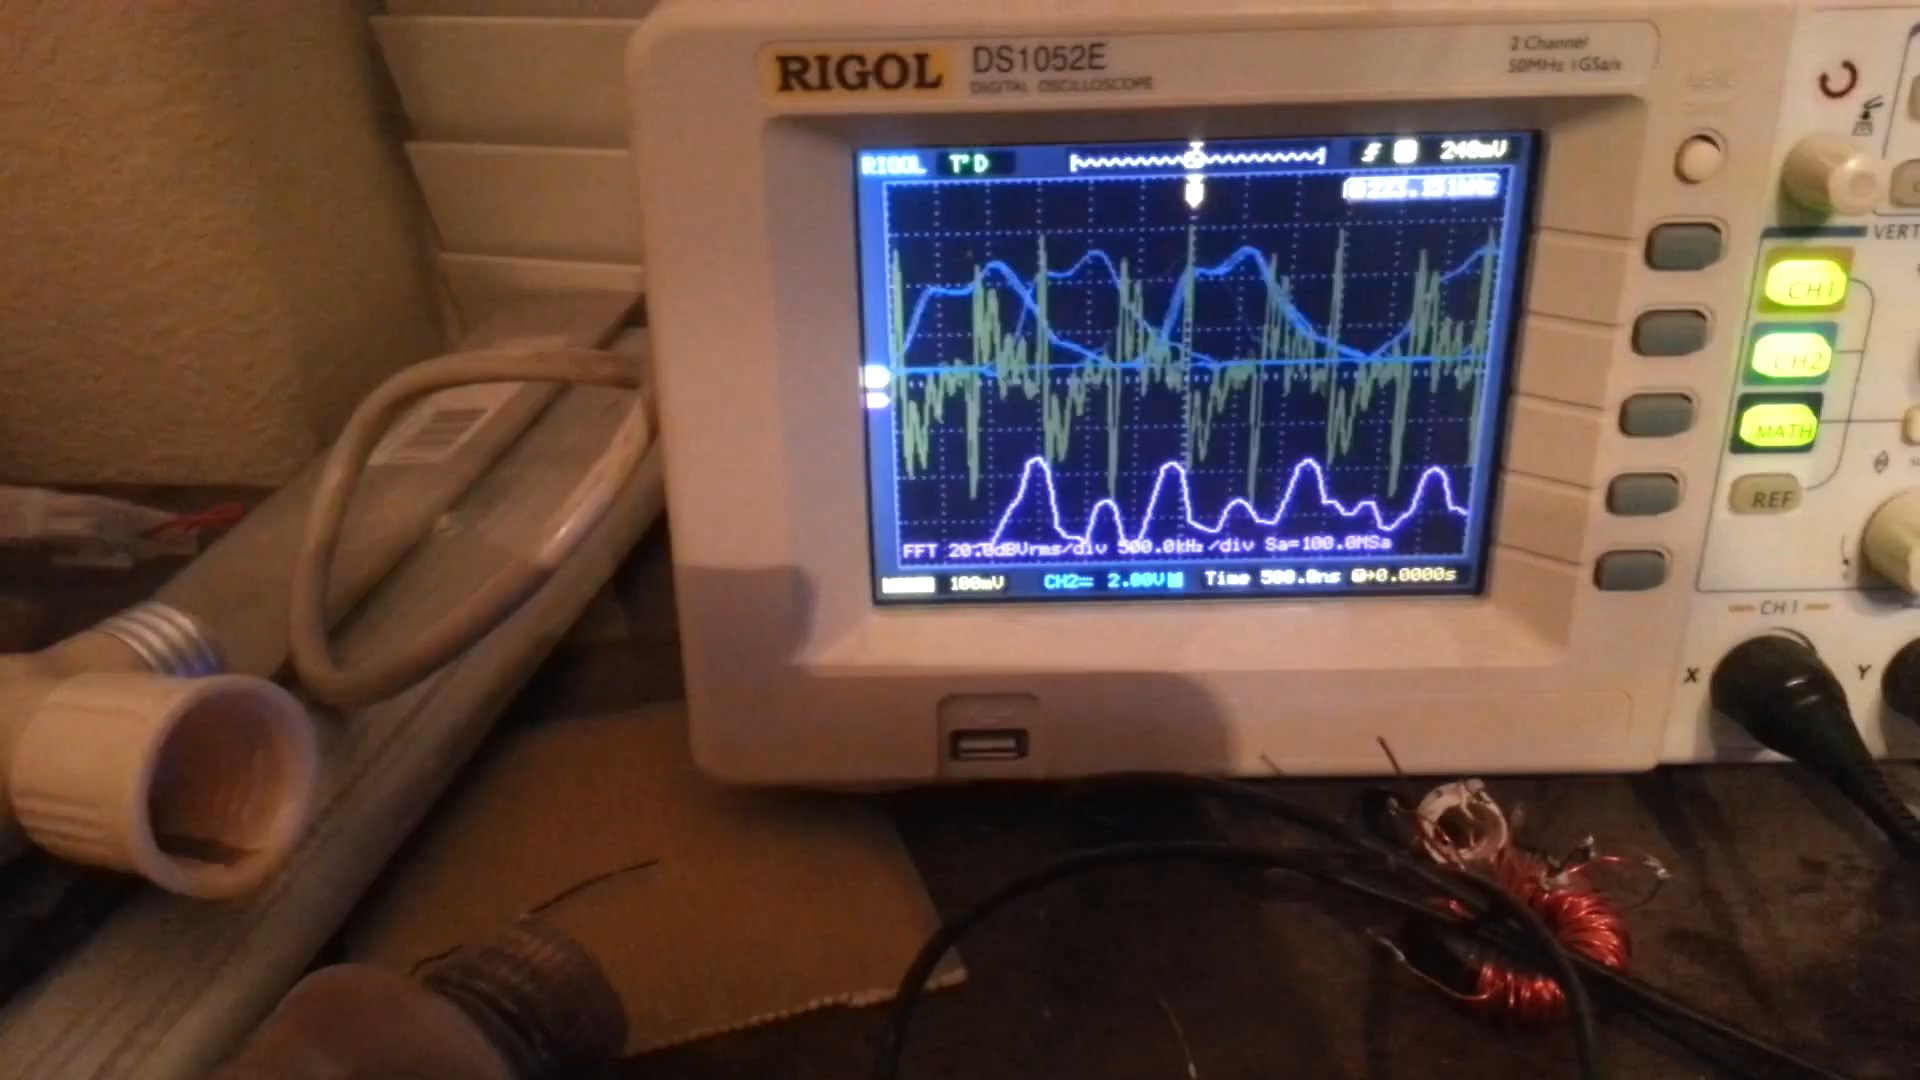 RIGOL DS1052E
DIGITAL OSCILLOSCOPE
2 Channel
50MHz 1GSa/s
MENU
RIGOL T'D 240mV
VERT
CH1
CH2
MATH
REF
FFT 20.0dBVrms/div 500.0kHz/div Sa=100.0MSa
100mV CH2 2.00V Time 500.0ns +0.0000s
CH1
X
Y